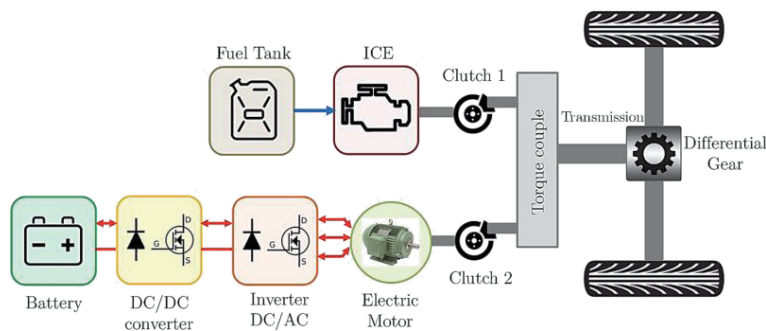 Fuel Tank
ICE
Clutch 1
Torque couple
Transmission
Differential
Gear
D
G
S
D
G
S
Clutch 2
Battery
DC/DC
converter
Inverter
DC/AC
Electric
Motor